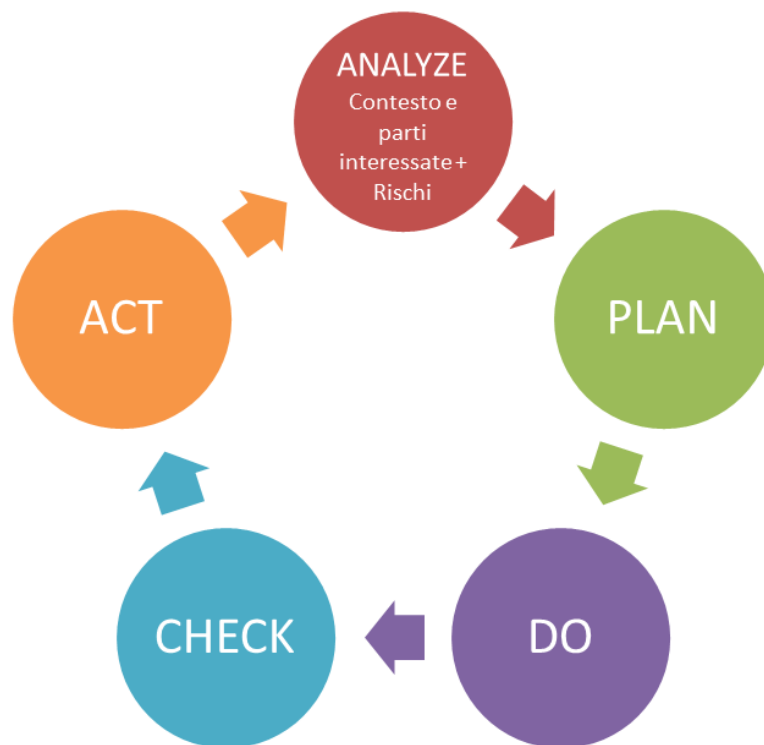 ANALYZE
Contesto e
parti
interessate +
Rischi
PLAN
DO
CHECK
ACT